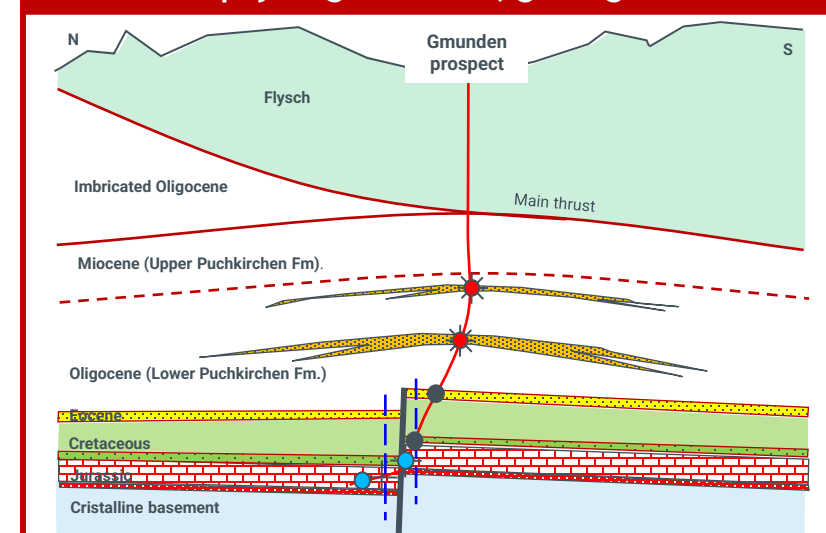 N
Gmunden
prospect
S
Flysch
Imbricated Oligocene
Main thrust
Miocene (Upper Puchkirchen Fm).
Oligocene (Lower Puchkirchen Fm.)
Eocene
Cretaceous
Jurassic
Cristalline basement